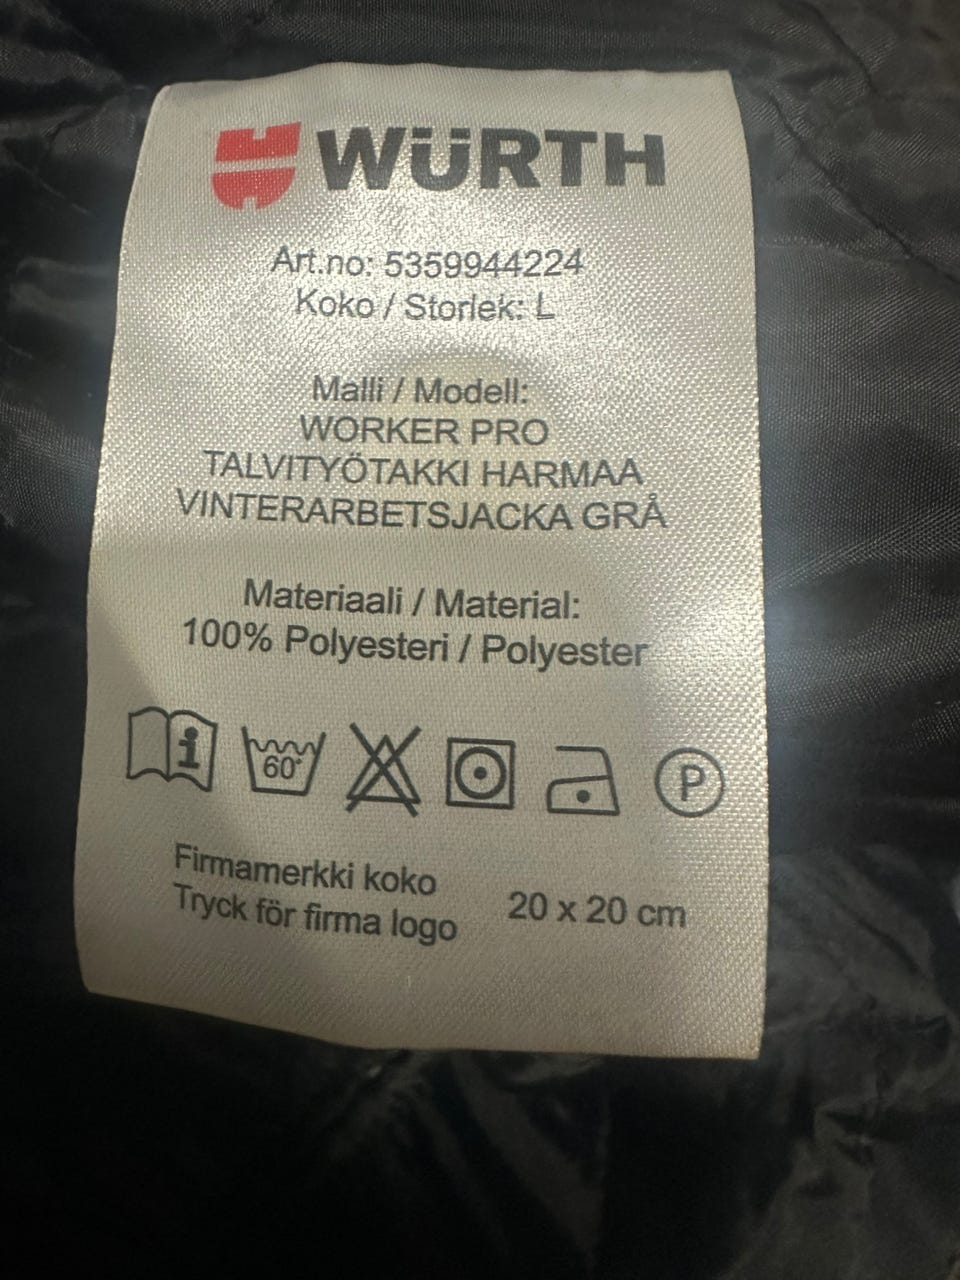 WÜRTH
Art.no: 5359944224
Koko / Storlek: L
Malli / Modell:
WORKER PRO
TALVITYÖTAKKI HARMAA
VINTERARBETSJACKA GRÅ
Materiaali / Material:
100% Polyesteri / Polyester
60°
P
Firmamerkki koko
Tryck för firma logo
20 x 20 cm